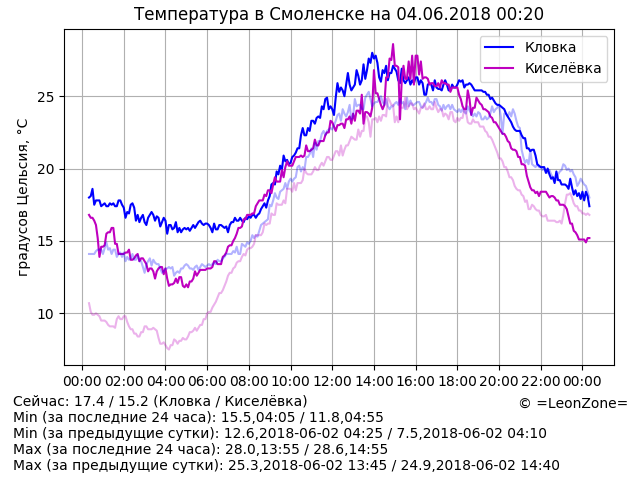 Температура в Смоленске на 04.06.2018 00:20
Кловка
Киселёвка
градусов Цельсия, °C
25
20
15
10
00:00 02:00 04:00 06:00 08:00 10:00 12:00 14:00 16:00 18:00 20:00 22:00 00:00
Сейчас: 17.4 / 15.2 (Кловка / Киселёвка)
© =LeonZone=
Min (за последние 24 часа): 15.5,04:05 / 11.8,04:55
Min (за предыдущие сутки): 12.6,2018-06-02 04:25 / 7.5,2018-06-02 04:10
Max (за последние 24 часа): 28.0,13:55 / 28.6,14:55
Max (за предыдущие сутки): 25.3,2018-06-02 13:45 / 24.9,2018-06-02 14:40